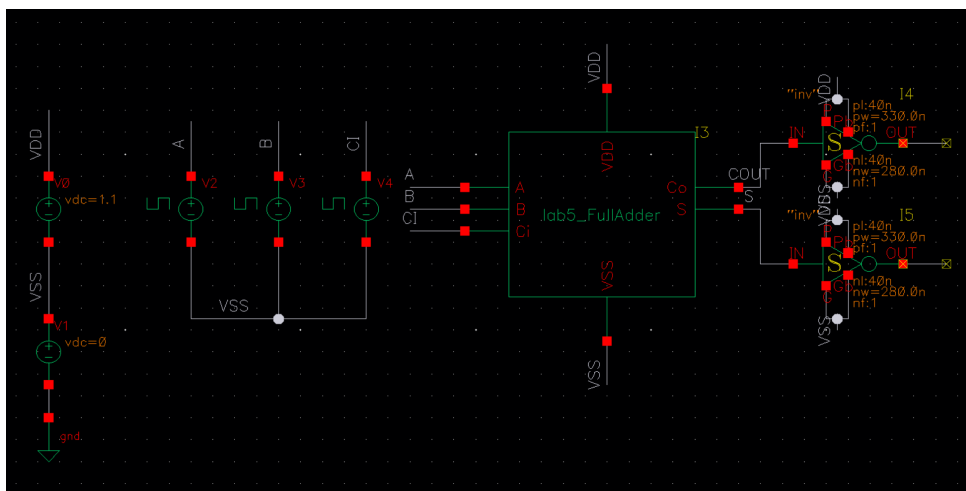 VDD
V0
vdc=1.1
VSS
V1
vdc=0
gnd
A
V2
B
V3
CI
V4
VSS
A
B
CI
VDD
I3
VDD
A
B
Ci
lab5_FullAdder
Co
S
VSS
VSS
COUT
S
"inv"
VDD
I4
pl:40n
pw=330.0n
pf:1
IN
S
OUT
nl:40n
nw=280.0n
nf:1
"inv"
I5
pl:40n
pw=330.0n
pf:1
IN
S
OUT
nl:40n
nw=280.0n
nf:1
VSS